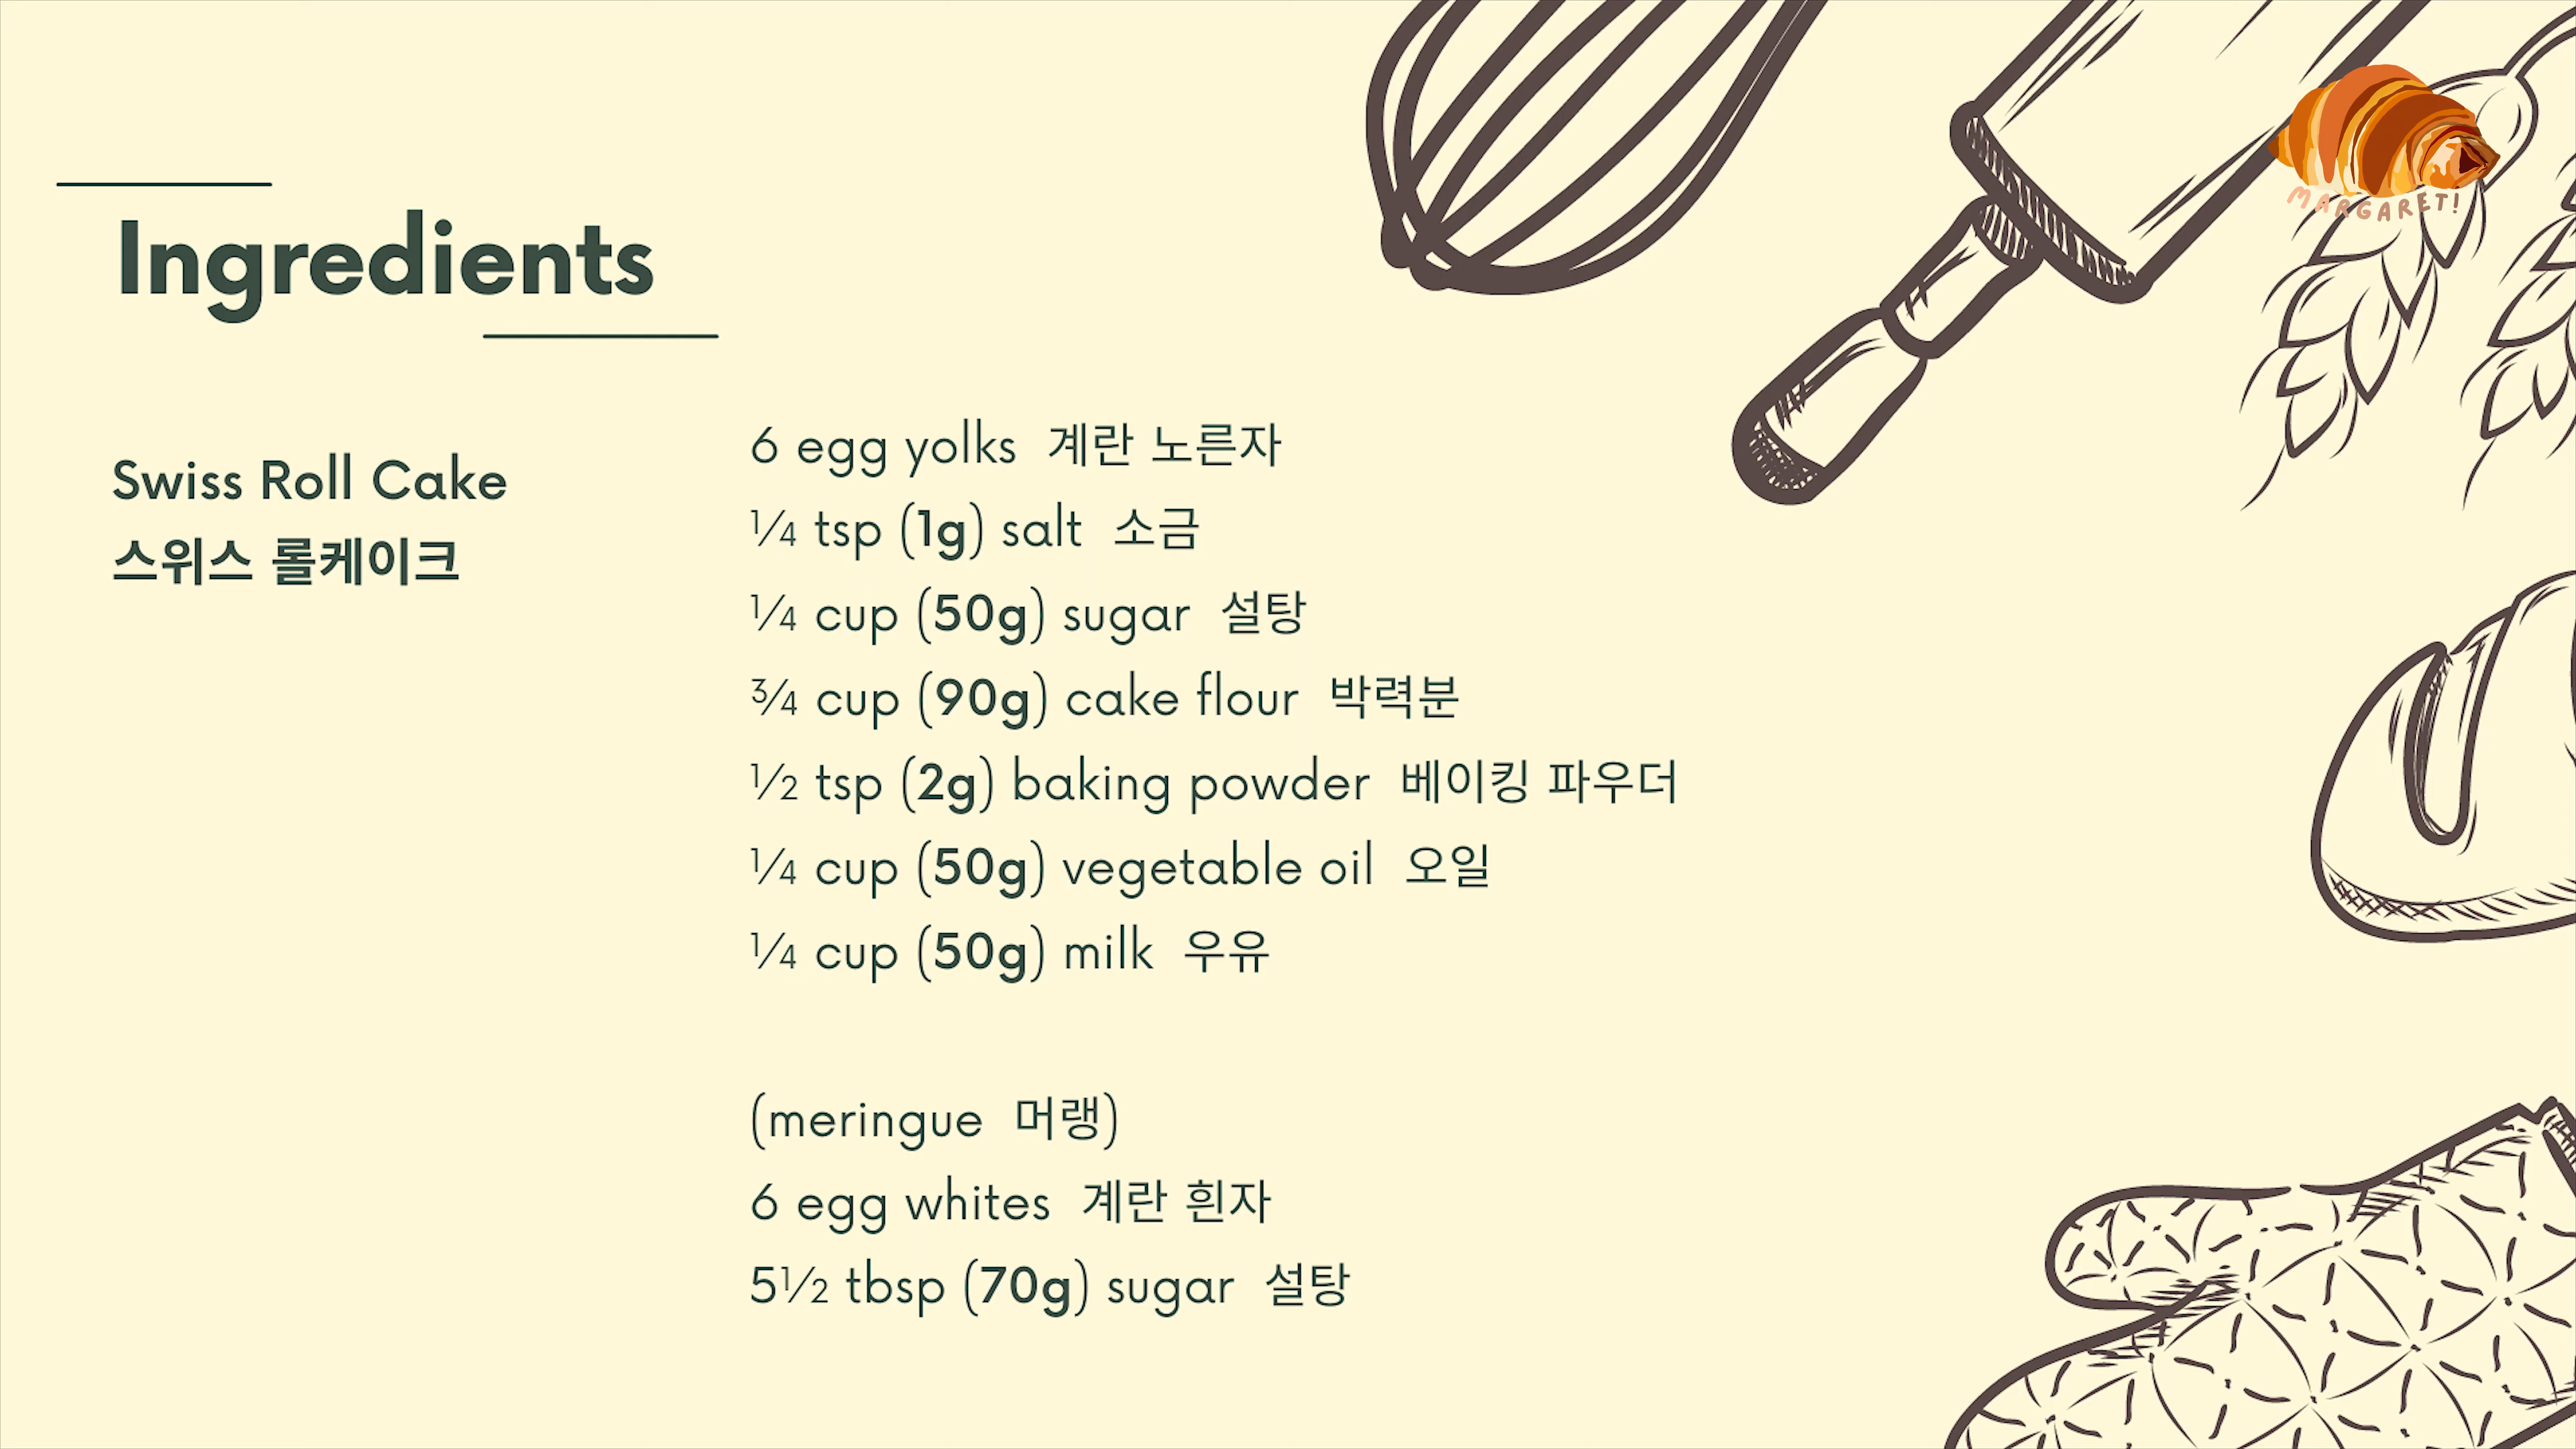 MARGARET!
Ingredients
Swiss Roll Cake
스위스 롤케이크
6 egg yolks 계란 노른자
¼ tsp (1g) salt 소금
¼ cup (50g) sugar 설탕
¾ cup (90g) cake flour 박력분
½ tsp (2g) baking powder 베이킹 파우더
¼ cup (50g) vegetable oil 오일
¼ cup (50g) milk 우유
(meringue 머랭)
6 egg whites 계란 흰자
5½ tbsp (70g) sugar 설탕